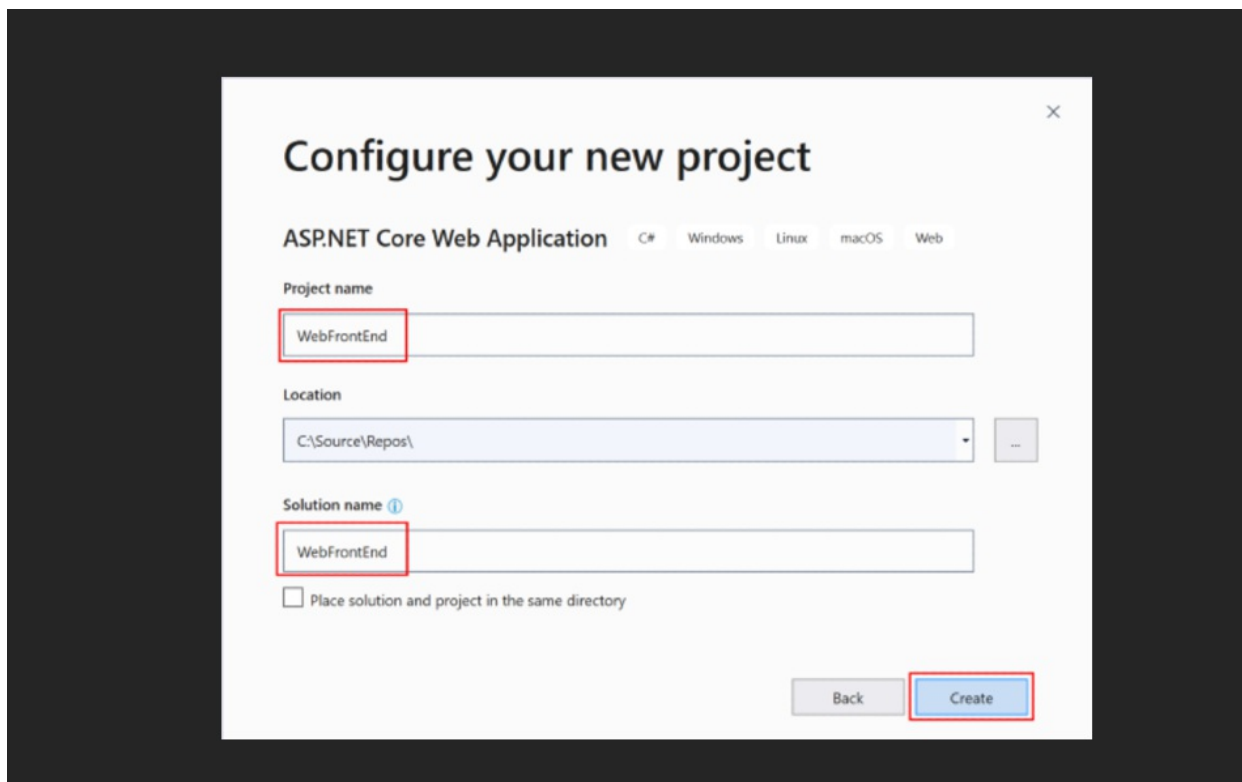 Configure your new project
ASP.NET Core Web Application C# Windows Linux macOS Web
Project name
WebFrontEnd
Location
C:\Source\Repos\
...
Solution name
WebFrontEnd
Place solution and project in the same directory
Back Create